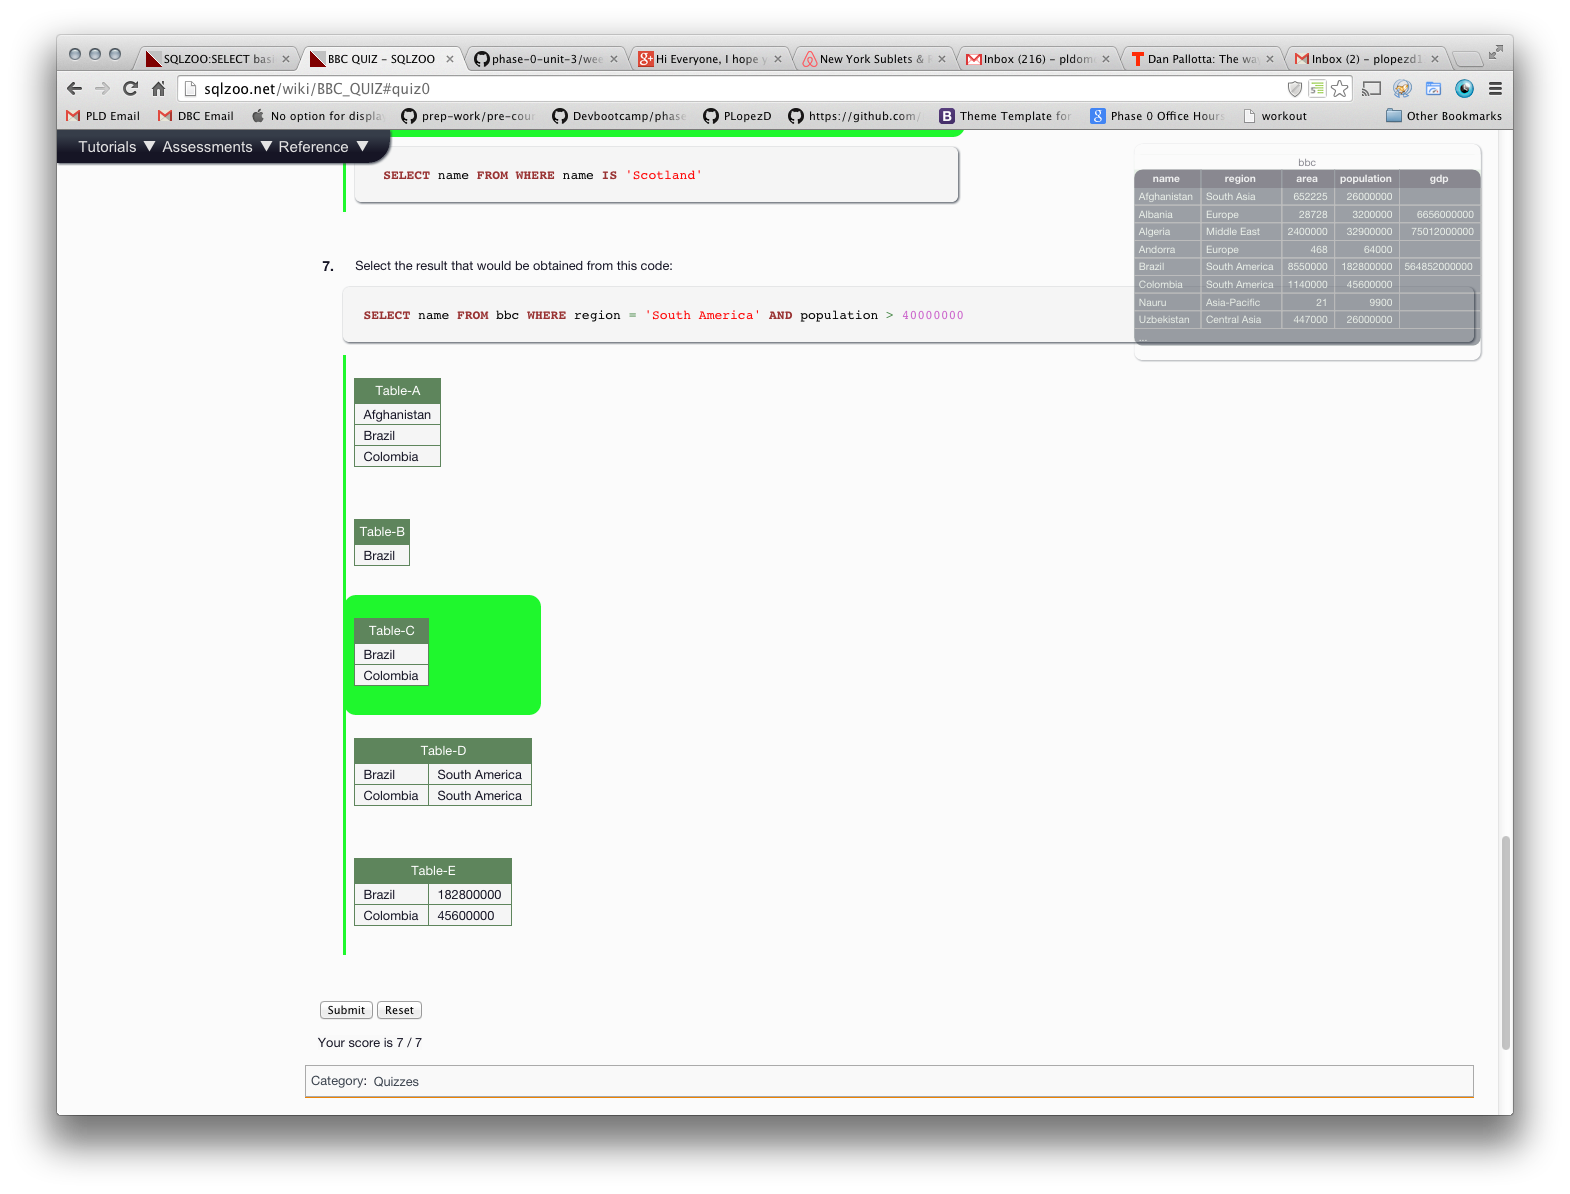 SQLZOO:SELECT basi
BBC QUIZ - SQLZOO
phase-0-unit-3/wee
Hi Everyone, I hope y
New York Sublets &
Inbox (216) - pldom
Dan Pallotta: The wa
Inbox (2) - plopezd1
sqlzoo.net/wiki/BBC_QUIZ#quiz0
PLD Email
DBC Email
No option for displa
prep-work/pre-cour
Devbootcamp/phase
PLopezD
https://github.com/
Theme Template for
Phase 0 Office Hours
workout
Other Bookmarks
Tutorials ▼ Assessments ▼ Reference ▼
SELECT name FROM WHERE name IS 'Scotland'
bbc
name region area population gdp
Afghanistan South Asia 652225 26000000
Albania Europe 28728 3200000 6656000000
Algeria Middle East 2400000 32900000 75012000000
Andorra Europe 468 64000
Brazil South America 8550000 182800000 564852000000
Colombia South America 1140000 45600000
Nauru Asia-Pacific 21 9900
Uzbekistan Central Asia 447000 26000000
...
7. Select the result that would be obtained from this code:
SELECT name FROM bbc WHERE region = 'South America' AND population > 40000000
Table-A
Afghanistan
Brazil
Colombia
Table-B
Brazil
Table-C
Brazil
Colombia
Table-D
Brazil South America
Colombia South America
Table-E
Brazil 182800000
Colombia 45600000
Submit Reset
Your score is 7 / 7
Category: Quizzes